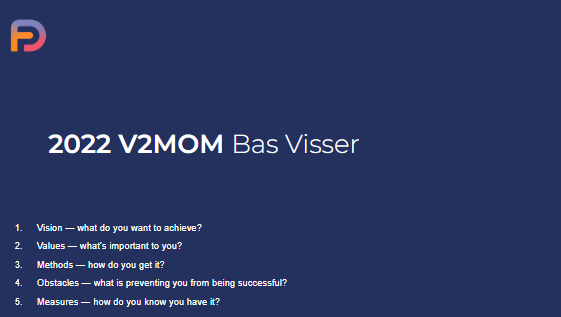 2022 V2MOM Bas Visser
1. Vision — what do you want to achieve?
2. Values — what's important to you?
3. Methods — how do you get it?
4. Obstacles — what is preventing you from being successful?
5. Measures — how do you know you have it?